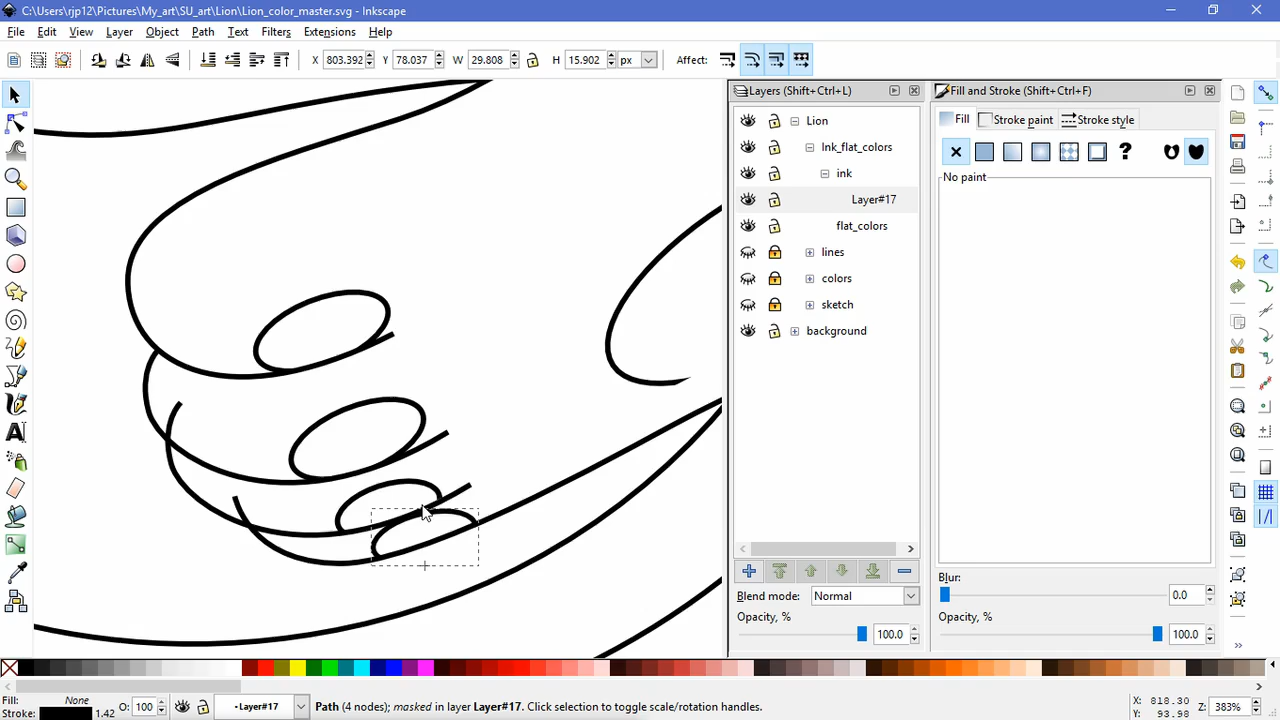 C:\Users\rjp12\Pictures\My_art\SU_art\Lion\Lion_color_master.svg - Inkscape
File Edit View Layer Object Path Text Filters Extensions Help
X 803.392 Y 78.037 W 29.808 H 15.902 px Affect:
Layers (Shift+Ctrl+L)
Lion
Ink_flat_colors
ink
Layer#17
flat_colors
lines
colors
sketch
background
Blend mode: Normal
Opacity, %
100.0
Fill and Stroke (Shift+Ctrl+F)
Fill Stroke paint Stroke style
No paint
Blur:
0.0
Opacity, %
100.0
Fill: None
Stroke: 1.42
O: 100
·Layer#17
Path (4 nodes); masked in layer Layer#17. Click selection to toggle scale/rotation handles.
X: 818.30
Y: 93.98
Z: 383%